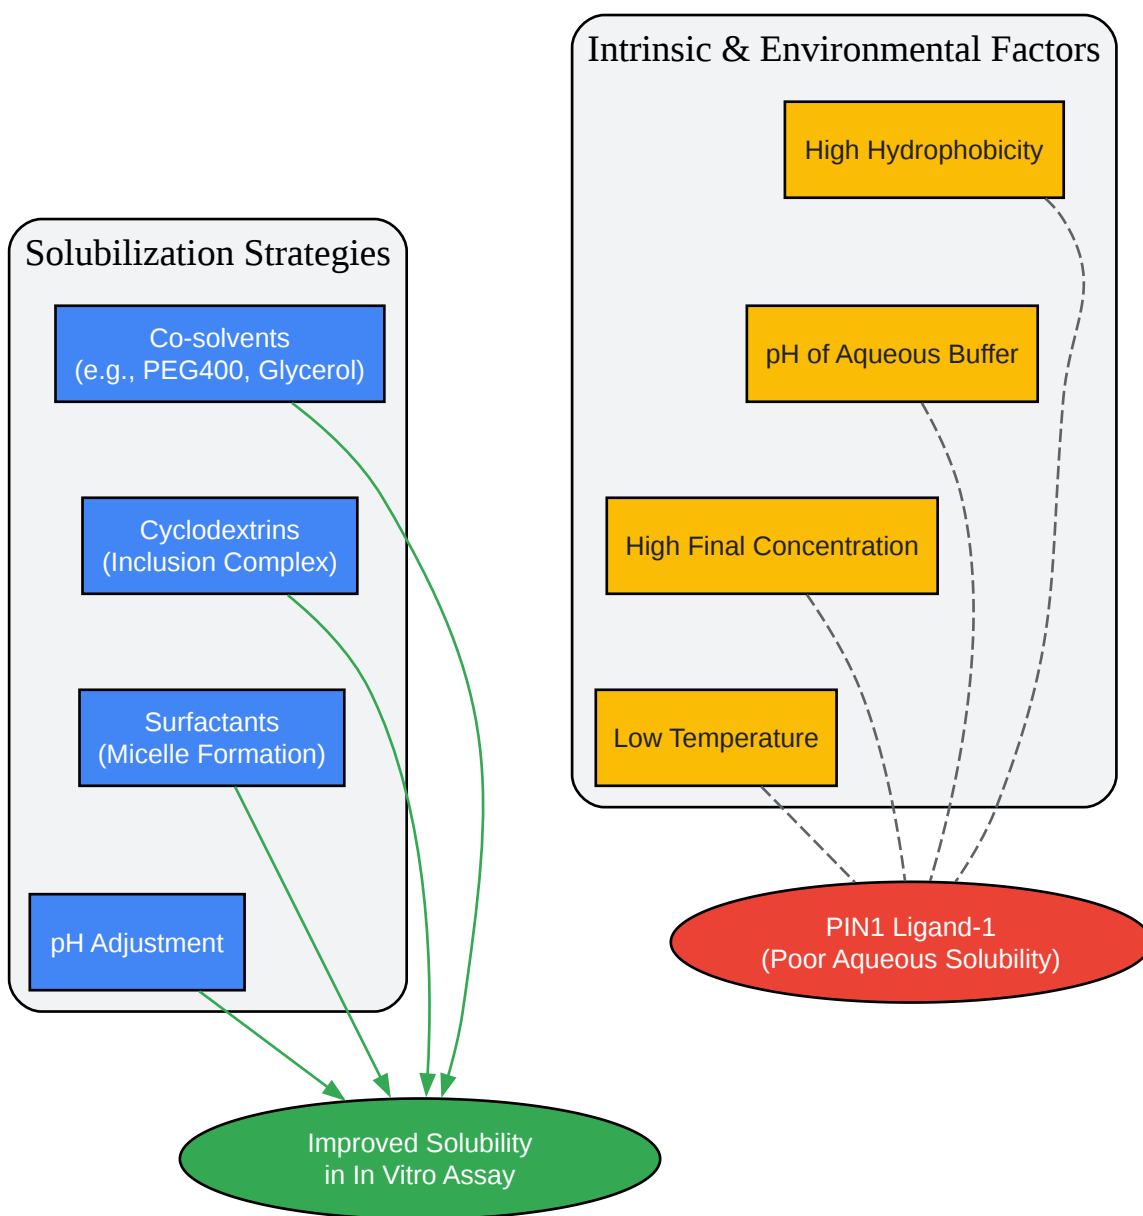 Intrinsic & Environmental Factors
High Hydrophobicity
pH of Aqueous Buffer
High Final Concentration
Low Temperature
PIN1 Ligand-1
(Poor Aqueous Solubility)
Solubilization Strategies
Co-solvents
(e.g., PEG400, Glycerol)
Cyclodextrins
(Inclusion Complex)
Surfactants
(Micelle Formation)
pH Adjustment
Improved Solubility
in In Vitro Assay